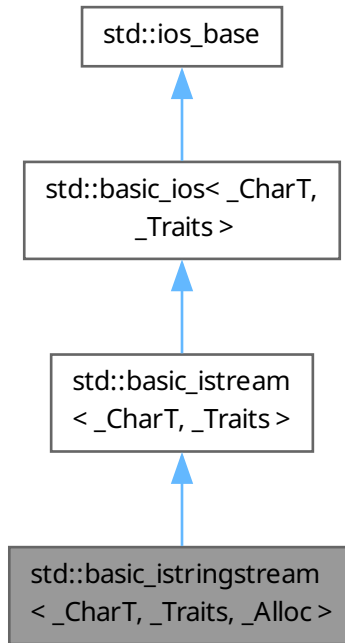 std::ios_base
std::basic_ios< _CharT,
_Traits >
std::basic_istream
< _CharT, _Traits >
std::basic_istringstream
< _CharT, _Traits, _Alloc >